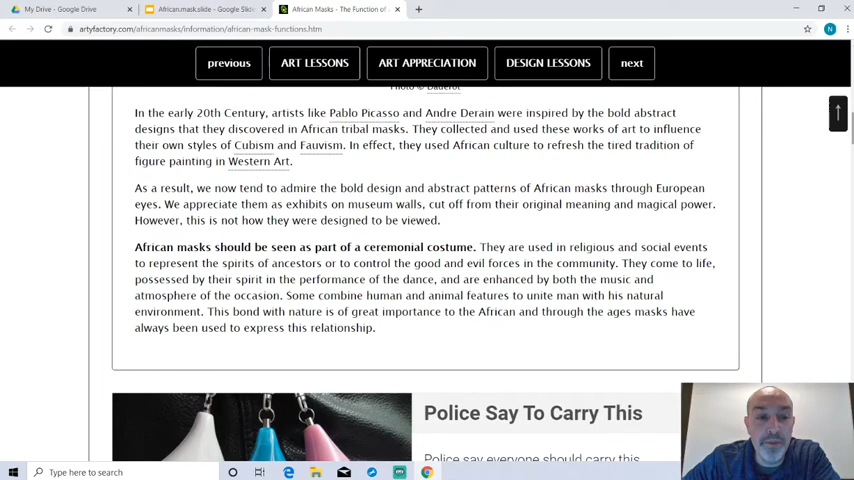 My Drive - Google Drive
African.mask.slide - Google Slide
African Masks - The Function of
artyfactory.com/africanmasks/information/african-mask-functions.htm
N
previous
ART LESSONS
ART APPRECIATION
DESIGN LESSONS
next
Photo © Daderot
In the early 20th Century, artists like Pablo Picasso and Andre Derain were inspired by the bold abstract
designs that they discovered in African tribal masks. They collected and used these works of art to influence
their own styles of Cubism and Fauvism. In effect, they used African culture to refresh the tired tradition of
figure painting in Western Art.
As a result, we now tend to admire the bold design and abstract patterns of African masks through European
eyes. We appreciate them as exhibits on museum walls, cut off from their original meaning and magical power.
However, this is not how they were designed to be viewed.
African masks should be seen as part of a ceremonial costume. They are used in religious and social events
to represent the spirits of ancestors or to control the good and evil forces in the community. They come to life,
possessed by their spirit in the performance of the dance, and are enhanced by both the music and
atmosphere of the occasion. Some combine human and animal features to unite man with his natural
environment. This bond with nature is of great importance to the African and through the ages masks have
always been used to express this relationship.
Police Say To Carry This
Police say everyone should carry this
Type here to search